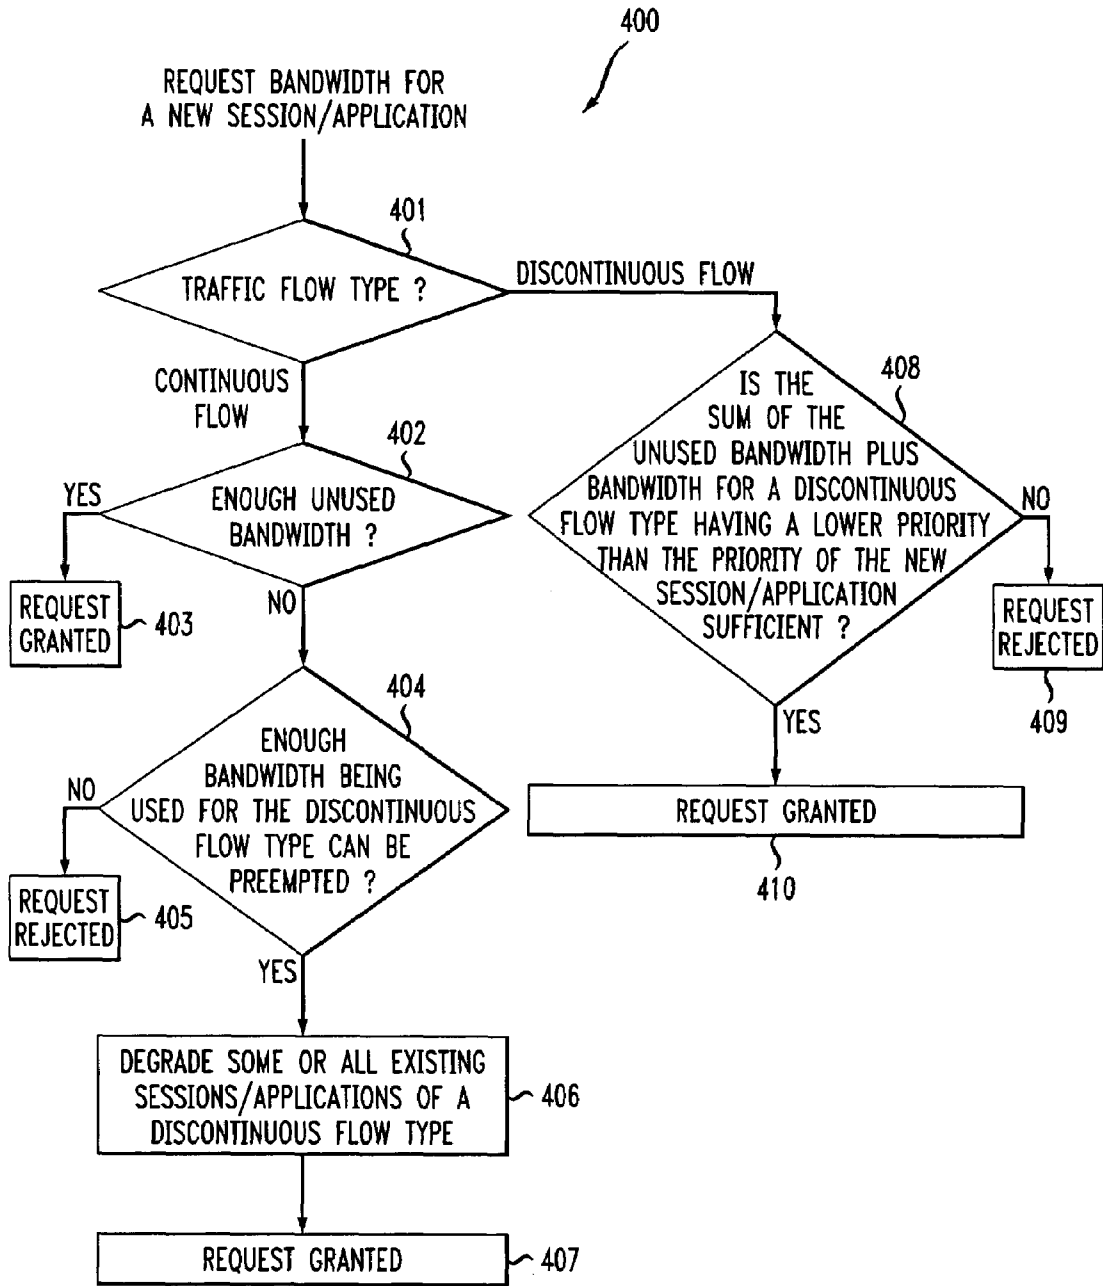 400
REQUEST BANDWIDTH FOR
A NEW SESSION/APPLICATION
401
TRAFFIC FLOW TYPE ?
DISCONTINUOUS FLOW
CONTINUOUS
FLOW
402
YES
ENOUGH UNUSED
BANDWIDTH ?
NO
REQUEST
GRANTED
403
404
ENOUGH
BANDWIDTH BEING
USED FOR THE DISCONTINUOUS
FLOW TYPE CAN BE
PREEMPTED ?
NO
REQUEST
REJECTED
405
YES
DEGRADE SOME OR ALL EXISTING
SESSIONS/APPLICATIONS OF A
DISCONTINUOUS FLOW TYPE
406
REQUEST GRANTED
407
408
IS THE
SUM OF THE
UNUSED BANDWIDTH PLUS
BANDWIDTH FOR A DISCONTINUOUS
FLOW TYPE HAVING A LOWER PRIORITY
THAN THE PRIORITY OF THE NEW
SESSION/APPLICATION
SUFFICIENT ?
NO
REQUEST
REJECTED
409
YES
REQUEST GRANTED
410